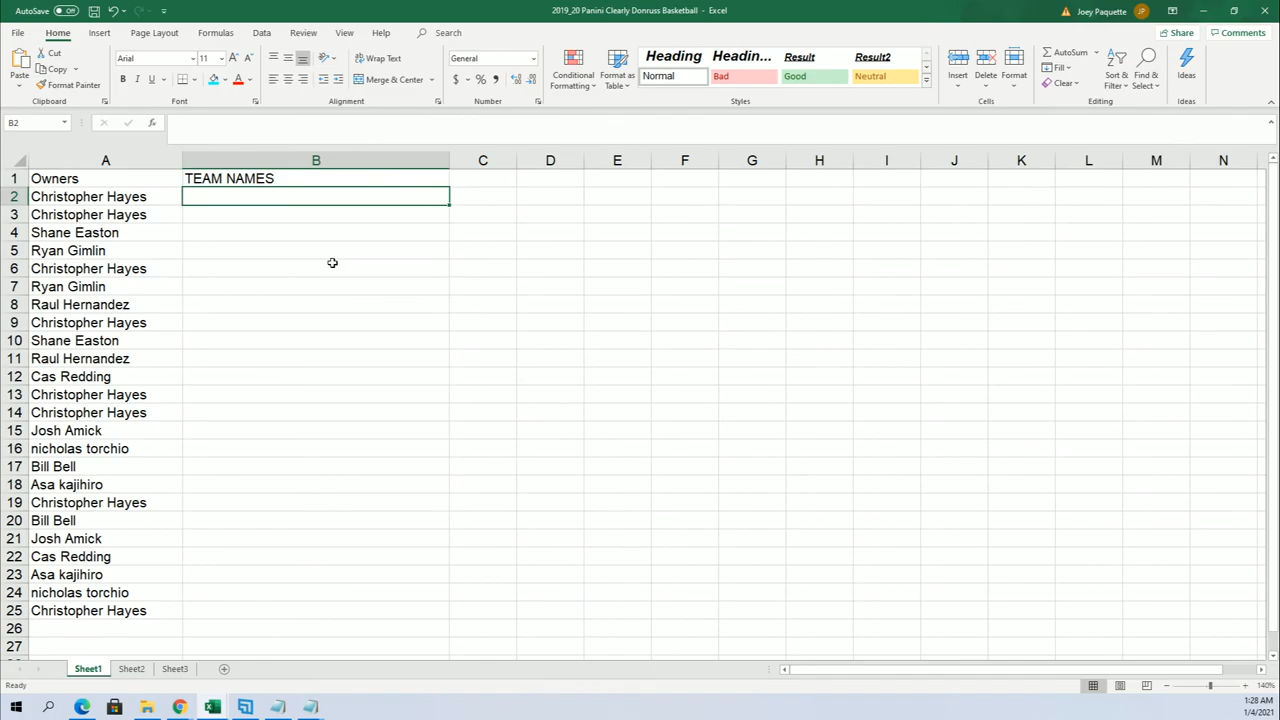 AutoSave Off 2019_20 Panini Clearly Donruss Basketball - Excel Joey Paquette JP
File Home Insert Page Layout Formulas Data Review View Help Search Share Comments
Paste Cut Copy Format Painter Clipboard
Arial 11 A A B I U A Font
Wrap Text Merge & Center Alignment
General $ % Number
Conditional Formatting Format as Table
Heading Headin... Result Result2
Normal Bad Good Neutral Styles
Insert Delete Format Cells
AutoSum Fill Clear Sort & Filter Find & Select Editing
Ideas Ideas
B2 fx
A B C D E F G H I J K L M N
1 Owners TEAM NAMES
2 Christopher Hayes
3 Christopher Hayes
4 Shane Easton
5 Ryan Gimlin
6 Christopher Hayes
7 Ryan Gimlin
8 Raul Hernandez
9 Christopher Hayes
10 Shane Easton
11 Raul Hernandez
12 Cas Redding
13 Christopher Hayes
14 Christopher Hayes
15 Josh Amick
16 nicholas torchio
17 Bill Bell
18 Asa kajihiro
19 Christopher Hayes
20 Bill Bell
21 Josh Amick
22 Cas Redding
23 Asa kajihiro
24 nicholas torchio
25 Christopher Hayes
26
27
Sheet1 Sheet2 Sheet3
Ready 140%
1:28 AM
1/4/2021